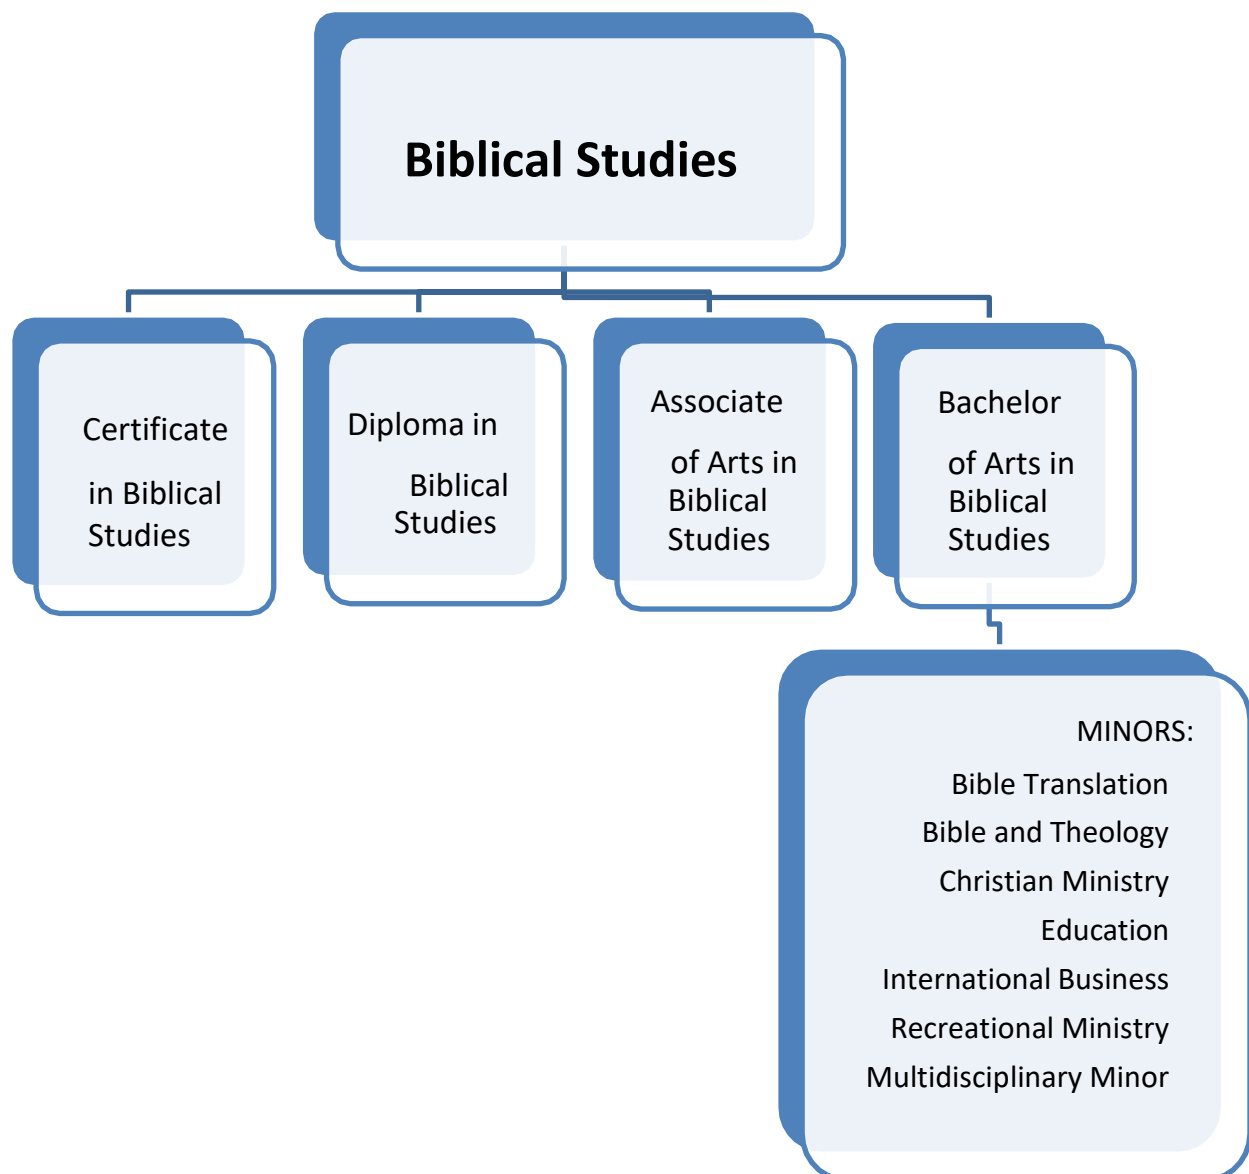 Biblical Studies
Certificate
in Biblical
Studies
Diploma in
Biblical
Studies
Associate
of Arts in
Biblical
Studies
Bachelor
of Arts in
Biblical
Studies
MINORS:
Bible Translation
Bible and Theology
Christian Ministry
Education
International Business
Recreational Ministry
Multidisciplinary Minor